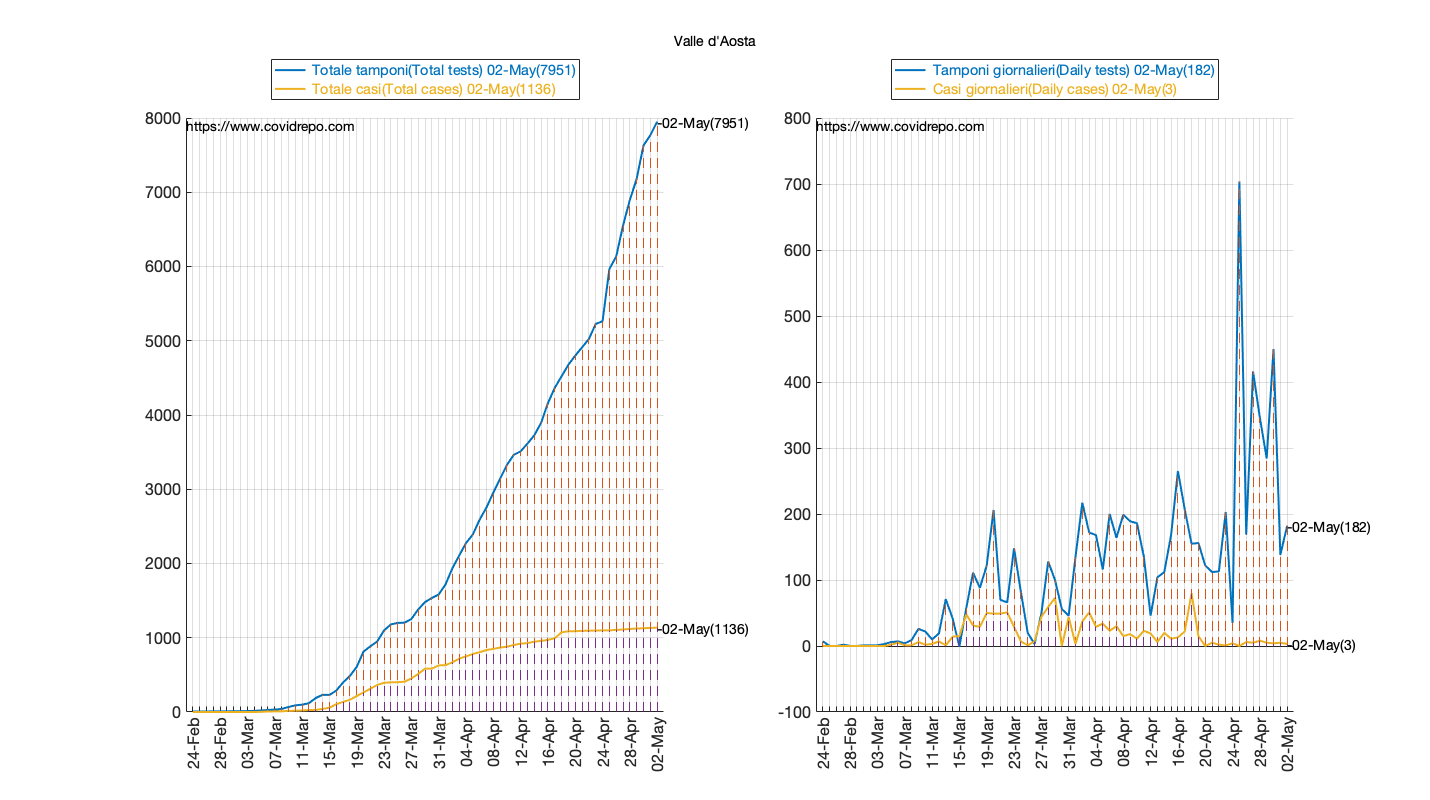 Valle d'Aosta
Totale tamponi(Total tests) 02-May(7951)
Totale casi(Total cases) 02-May(1136)
8000
7000
6000
5000
4000
3000
2000
1000
0
https://www.covidrepo.com
02-May(7951)
02-May(1136)
24-Feb
28-Feb
03-Mar
07-Mar
11-Mar
15-Mar
19-Mar
23-Mar
27-Mar
31-Mar
04-Apr
08-Apr
12-Apr
16-Apr
20-Apr
24-Apr
28-Apr
02-May
Tamponi giornalieri(Daily tests) 02-May(182)
Casi giornalieri(Daily cases) 02-May(3)
800
700
600
500
400
300
200
100
0
-100
https://www.covidrepo.com
02-May(182)
02-May(3)
24-Feb
28-Feb
03-Mar
07-Mar
11-Mar
15-Mar
19-Mar
23-Mar
27-Mar
31-Mar
04-Apr
08-Apr
12-Apr
16-Apr
20-Apr
24-Apr
28-Apr
02-May